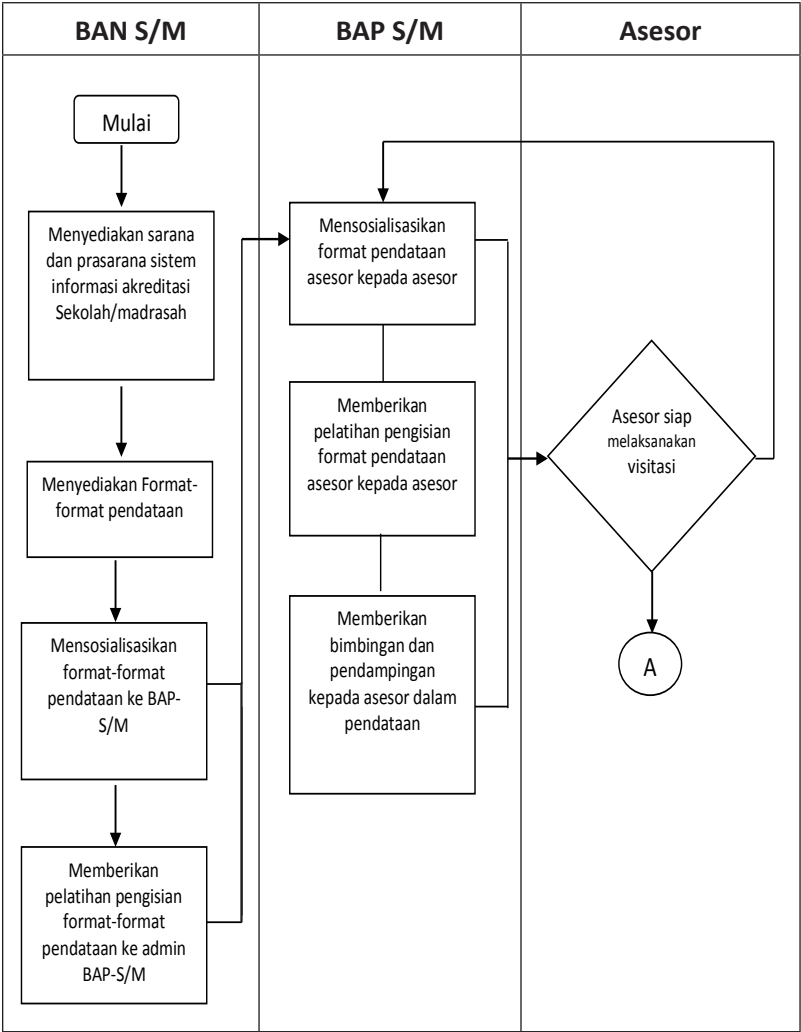 BAN S/M
BAP S/M
Asesor
Mulai
Menyediakan sarana
dan prasarana sistem
informasi akreditasi
Sekolah/madrasah
Menyediakan Format-
format pendataan
Mensosialisasikan
format-format
pendataan ke BAP-
S/M
Memberikan
pelatihan pengisian
format-format
pendataan ke admin
BAP-S/M
Mensosialisasikan
format pendataan
asesor kepada asesor
Memberikan
pelatihan pengisian
format pendataan
asesor kepada asesor
Memberikan
bimbingan dan
pendampingan
kepada asesor dalam
pendataan
Asesor siap
melaksanakan
visitasi
A